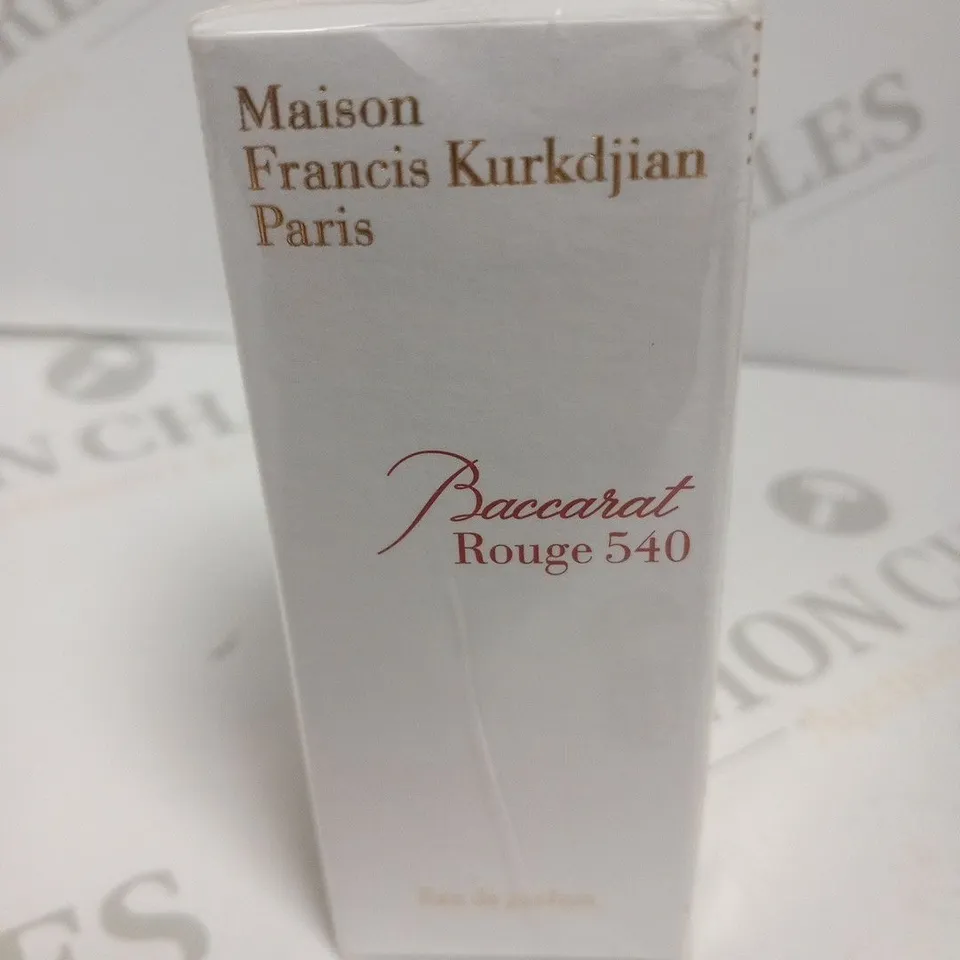 Maison
Francis Kurkdjian
Paris
Baccarat
Rouge 540
Eau de parfum